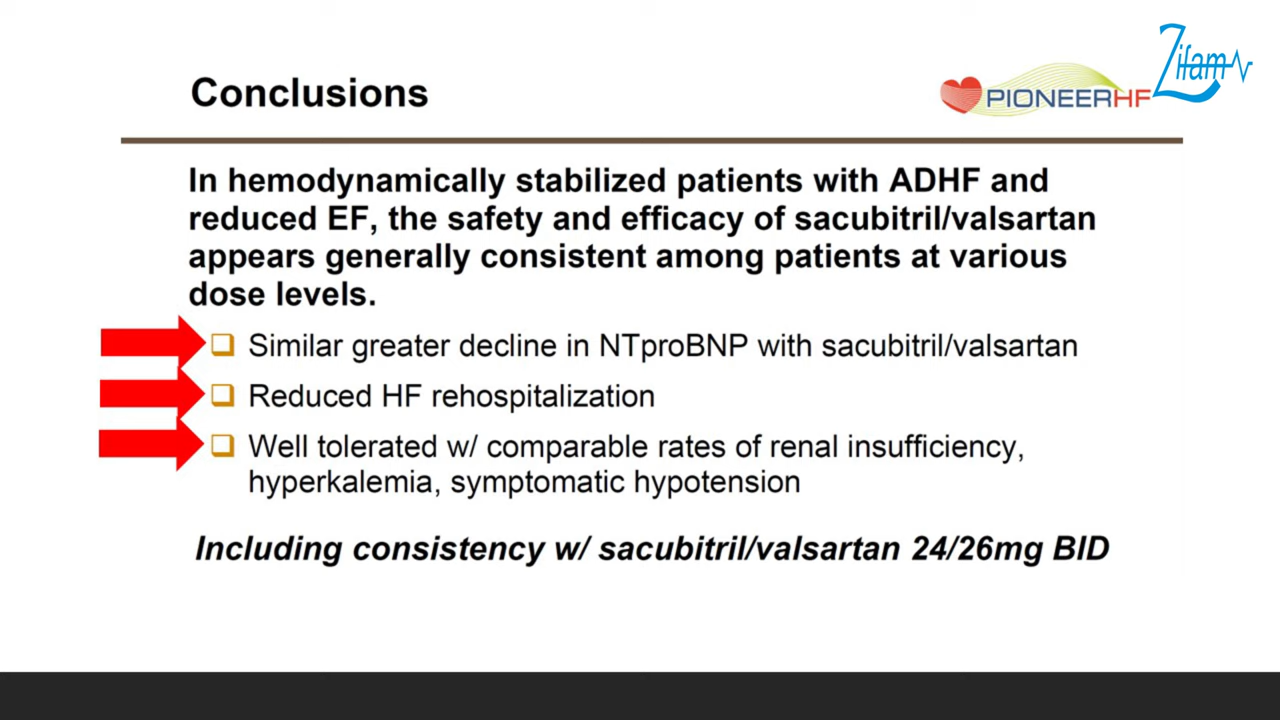 Zifam
Conclusions
PIONEERHF
In hemodynamically stabilized patients with ADHF and
reduced EF, the safety and efficacy of sacubitril/valsartan
appears generally consistent among patients at various
dose levels.
Similar greater decline in NTproBNP with sacubitril/valsartan
Reduced HF rehospitalization
Well tolerated w/ comparable rates of renal insufficiency,
hyperkalemia, symptomatic hypotension
Including consistency w/ sacubitril/valsartan 24/26mg BID